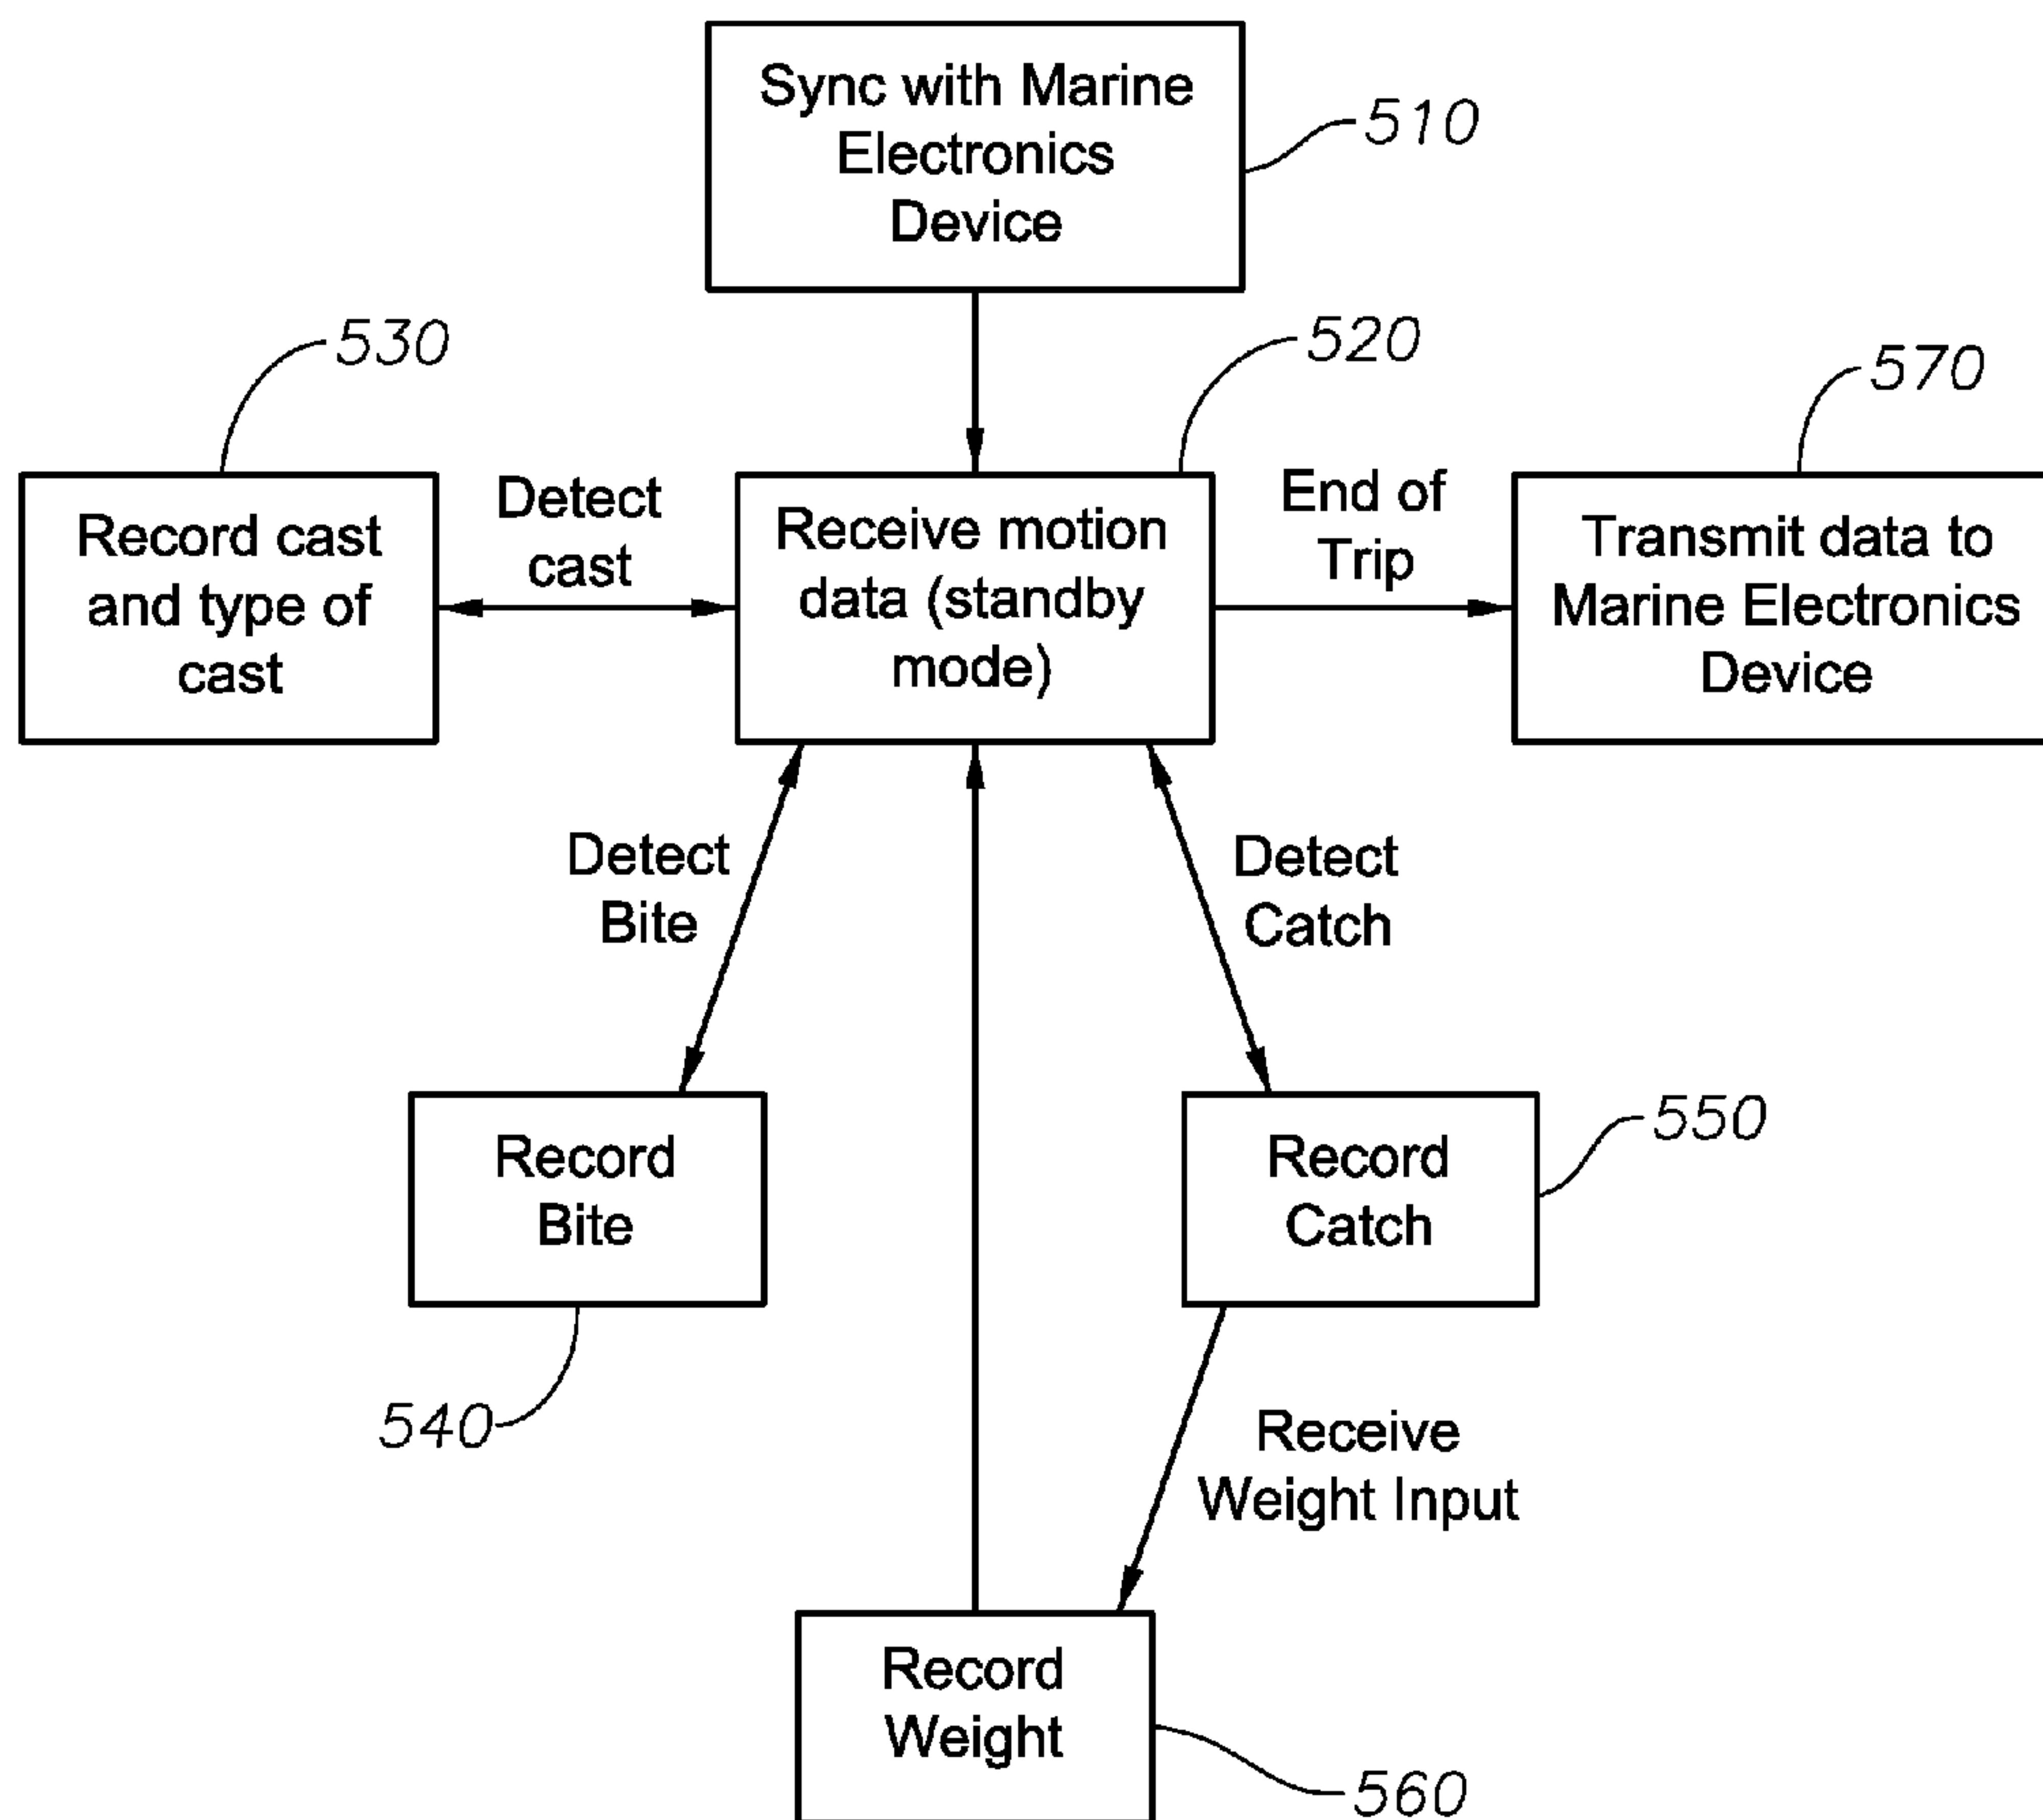 Sync with Marine
Electronics
Device
510
530
520
570
Record cast
and type of
cast
Detect
cast
Receive motion
data (standby
mode)
End of
Trip
Transmit data to
Marine Electronics
Device
Detect
Bite
Detect
Catch
Record
Bite
540
Record
Catch
550
Receive
Weight Input
Record
Weight
560